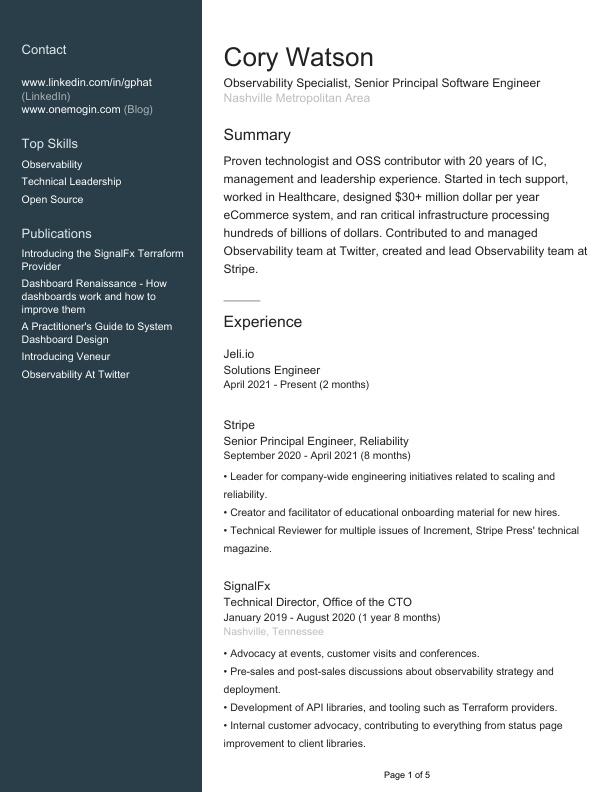 Contact
www.linkedin.com/in/gphat
(LinkedIn)
www.onemogin.com (Blog)
Top Skills
Observability
Technical Leadership
Open Source
Publications
Introducing the SignalFx Terraform
Provider
Dashboard Renaissance - How
dashboards work and how to
improve them
A Practitioner's Guide to System
Dashboard Design
Introducing Veneur
Observability At Twitter
Cory Watson
Observability Specialist, Senior Principal Software Engineer
Nashville Metropolitan Area
Summary
Proven technologist and OSS contributor with 20 years of IC,
management and leadership experience. Started in tech support,
worked in Healthcare, designed $30+ million dollar per year
eCommerce system, and ran critical infrastructure processing
hundreds of billions of dollars. Contributed to and managed
Observability team at Twitter, created and lead Observability team at
Stripe.
Experience
Jeli.io
Solutions Engineer
April 2021 - Present (2 months)
Stripe
Senior Principal Engineer, Reliability
September 2020 - April 2021 (8 months)
• Leader for company-wide engineering initiatives related to scaling and
reliability.
• Creator and facilitator of educational onboarding material for new hires.
• Technical Reviewer for multiple issues of Increment, Stripe Press' technical
magazine.
SignalFx
Technical Director, Office of the CTO
January 2019 - August 2020 (1 year 8 months)
Nashville, Tennessee
• Advocacy at events, customer visits and conferences.
• Pre-sales and post-sales discussions about observability strategy and
deployment.
• Development of API libraries, and tooling such as Terraform providers.
• Internal customer advocacy, contributing to everything from status page
improvement to client libraries.
Page 1 of 5